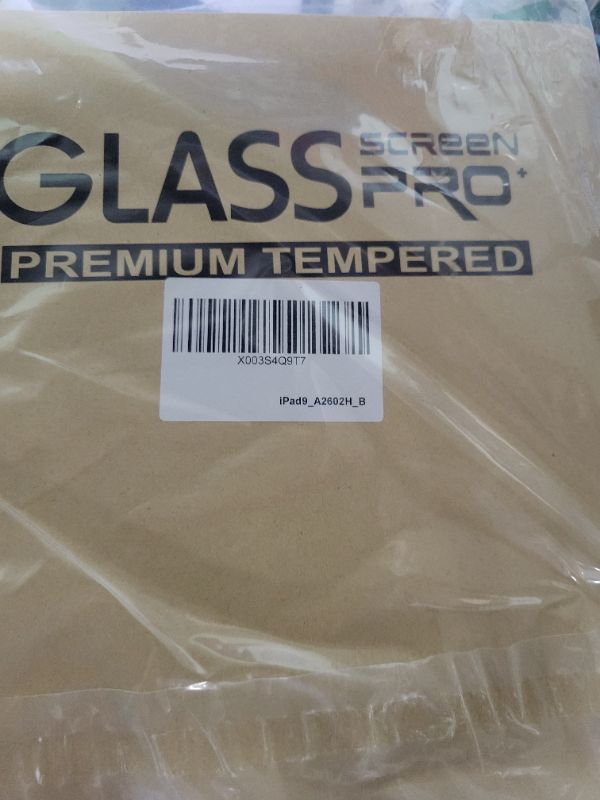 GLASS SCREEN PRO+
PREMIUM TEMPERED
X003S4Q9T7
iPad9_A2602H_B